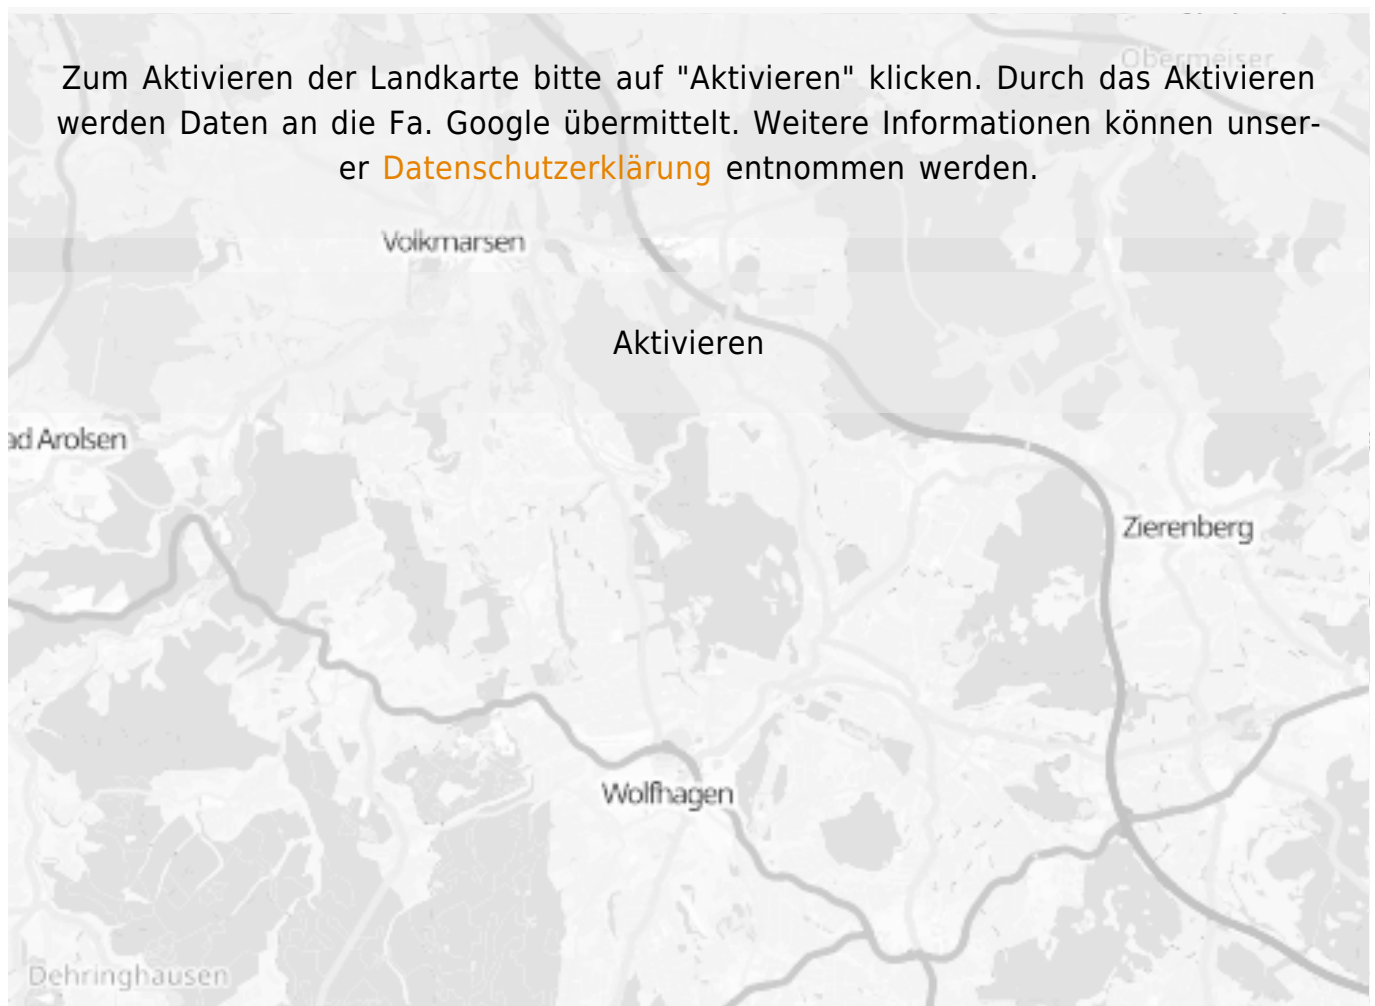 Obermeiser
Zum Aktivieren der Landkarte bitte auf "Aktivieren" klicken. Durch das Aktivieren
werden Daten an die Fa. Google übermittelt. Weitere Informationen können unser-
er Datenschutzerklärung entnommen werden.
Volkmarsen
Aktivieren
ad Arolsen
Zierenberg
Wolfhagen
Dehringhausen